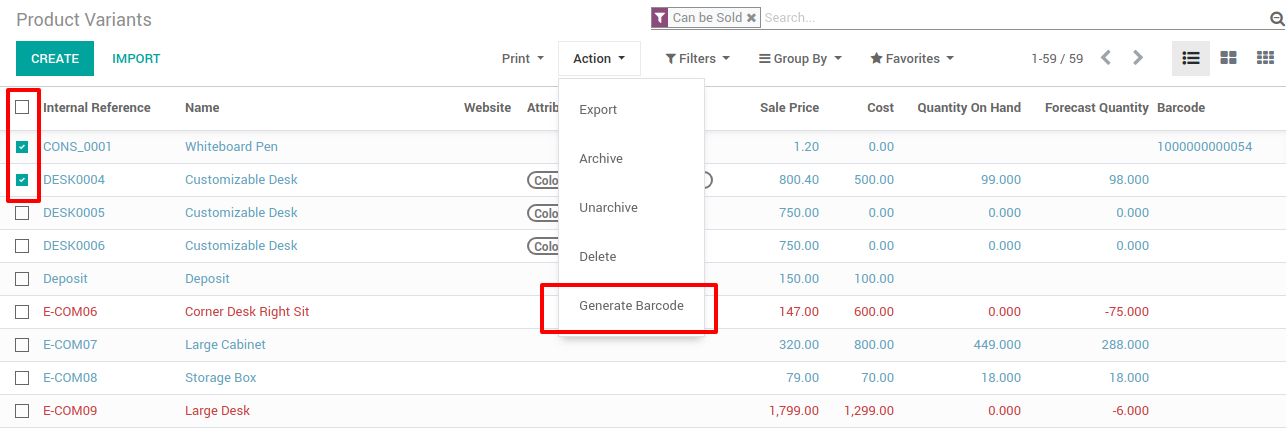 Product Variants
Can be Sold ✖ Search...
CREATE IMPORT Print Action Filters Group By Favorites 1-59 / 59
Internal Reference Name Website Attrib Sale Price Cost Quantity On Hand Forecast Quantity Barcode
Export
CONS_0001 Whiteboard Pen 1.20 0.00 1000000000054
Archive
DESK0004 Customizable Desk Colo 800.40 500.00 99.000 98.000
DESK0005 Customizable Desk Colo 750.00 0.00 0.000 0.000
Unarchive
DESK0006 Customizable Desk Colo 750.00 0.00 0.000 0.000
Delete
Deposit Deposit 150.00 100.00
Generate Barcode
E-COM06 Corner Desk Right Sit 147.00 600.00 0.000 -75.000
E-COM07 Large Cabinet 320.00 800.00 449.000 288.000
E-COM08 Storage Box 79.00 70.00 18.000 18.000
E-COM09 Large Desk 1,799.00 1,299.00 0.000 -6.000